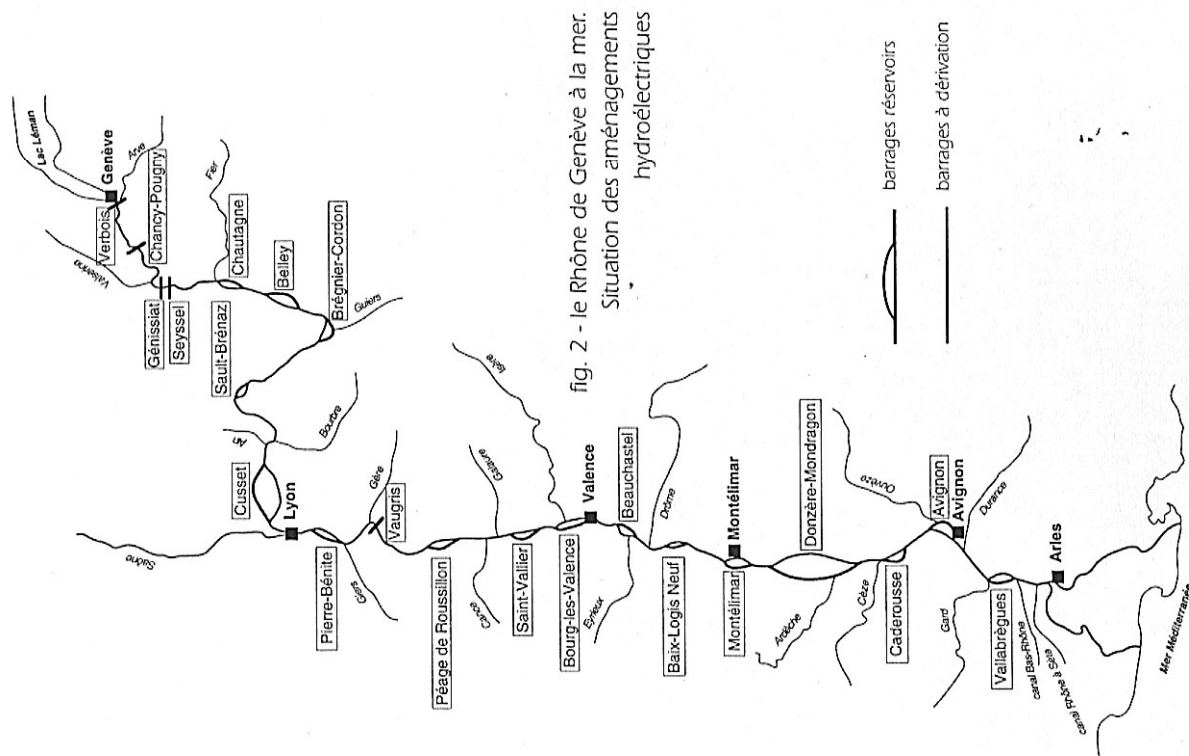 Lac Léman
Genève
Arve
Verbois
Chancy-Pougny
Valserine
Génissiat
Seyssel
Fier
Chautagne
Belley
Brégnier-Cordon
Guiers
Sault-Brénaz
Ain
Bourbre
Cusset
Lyon
Saône
Pierre-Bénite
Giers
Gère
Vaugris
Péage de Roussillon
Cance
Galaure
Saint-Vallier
Isère
Bourg-les-Valence
Valence
Eyrieux
Beauchastel
Drôme
Baix-Logis Neuf
Montélimar
Montélimar
Donzère-Mondragon
Ardèche
Cèze
Caderousse
Ouvèze
Avignon
Avignon
Durance
Gard
Vallabrègues
canal Bas-Rhône
canal Rhône à Sète
Arles
Mer Méditerranée
fig. 2 - le Rhône de Genève à la mer.
Situation des aménagements
hydroélectriques
barrages réservoirs
barrages à dérivation